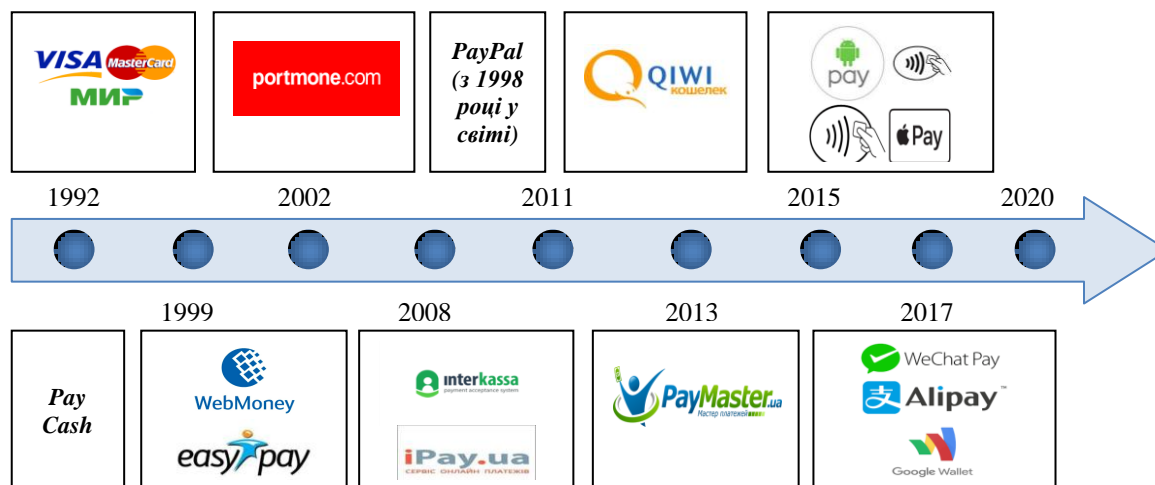 VISA MasterCard
МИР
portmone.com
PayPal
(з 1998
році у
світі)
QIWI
КОШЕЛЕК
pay
Pay
1992 2002 2011 2015 2020
1999 2008 2013 2017
Pay
Cash
WebMoney
easypay
interkassa
payment acceptance system
iPay.ua
СЕРВІС ОНЛАЙН ПЛАТЕЖІВ
PayMaster.ua
Мастер платежей
WeChat Pay
支 Alipay™
Google Wallet